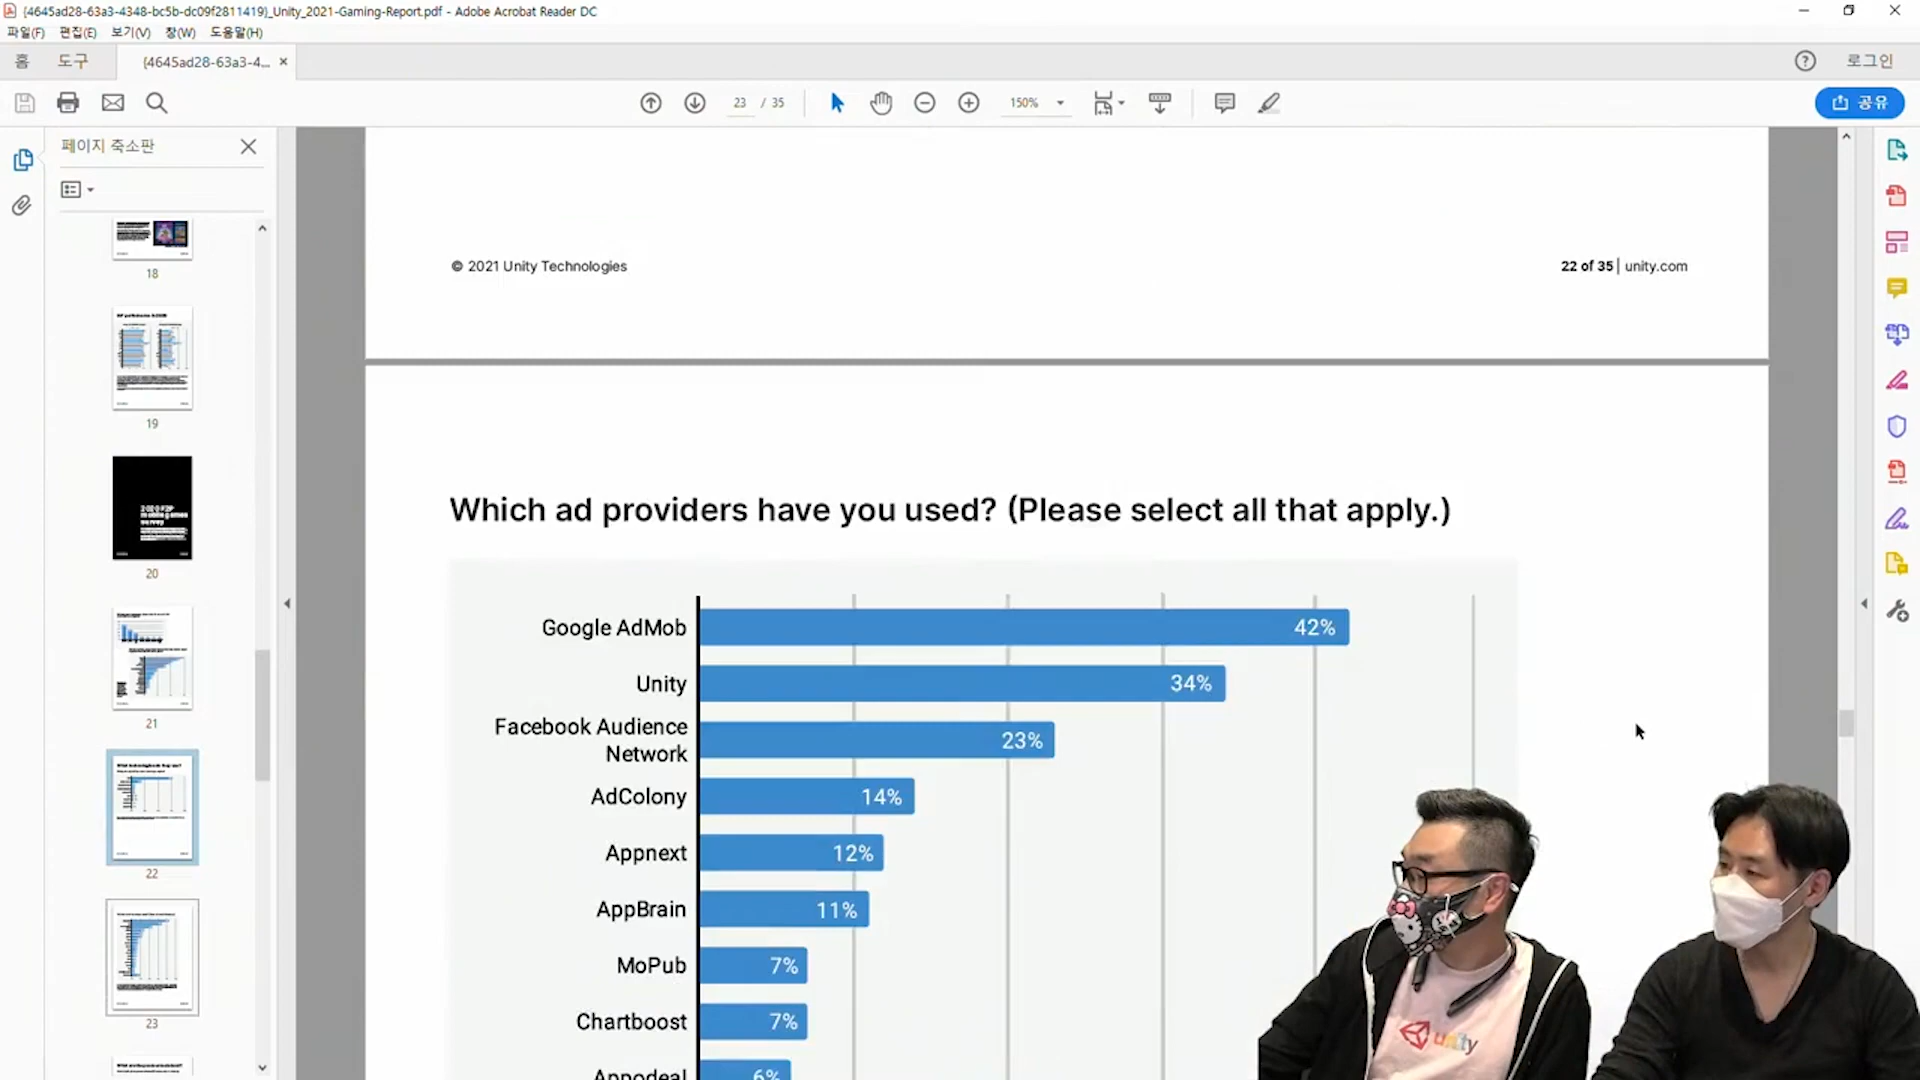 {4645ad28-63a3-4348-bc5b-dc09f2811419}_Unity_2021-Gaming-Report.pdf - Adobe Acrobat Reader DC
파일(F) 편집(E) 보기(V) 창(W) 도움말(H)
홈 도구 {4645ad28-63a3-4... × 로그인
23 / 35 150% 공유
페이지 축소판
18
19
20
21
22
23
© 2021 Unity Technologies
22 of 35 | unity.com
Which ad providers have you used? (Please select all that apply.)
Google AdMob 42%
Unity 34%
Facebook Audience
Network 23%
AdColony 14%
Appnext 12%
AppBrain 11%
MoPub 7%
Chartboost 7%
Appodeal 6%
unity